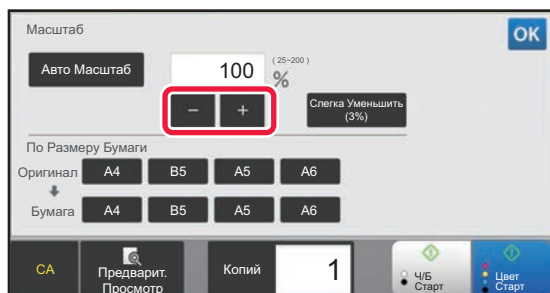 Масштаб
OK
Авто Масштаб
100
(25~200)
%
− +
Слегка Уменьшить
(3%)
По Размеру Бумаги
Оригинал A4 B5 A5 A6
Бумага A4 B5 A5 A6
CA
Предварит.
Просмотр
Копий
1
Ч/Б
Старт
Цвет
Старт